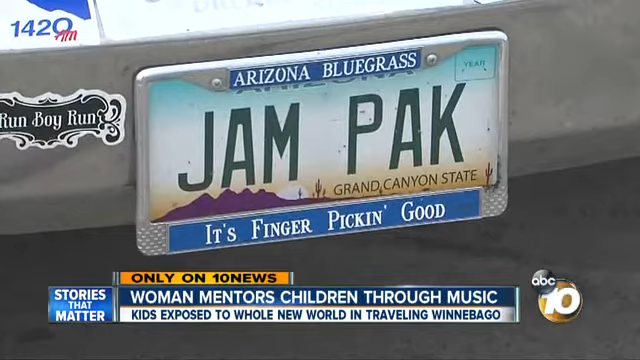 1420 AM
Run Boy Run
ARIZONA BLUEGRASS
ARIZONA
YEAR
JAM PAK
GRAND CANYON STATE
IT'S FINGER PICKIN' GOOD
ONLY ON 10NEWS
STORIES THAT MATTER
WOMAN MENTORS CHILDREN THROUGH MUSIC
KIDS EXPOSED TO WHOLE NEW WORLD IN TRAVELING WINNEBAGO
abc 10